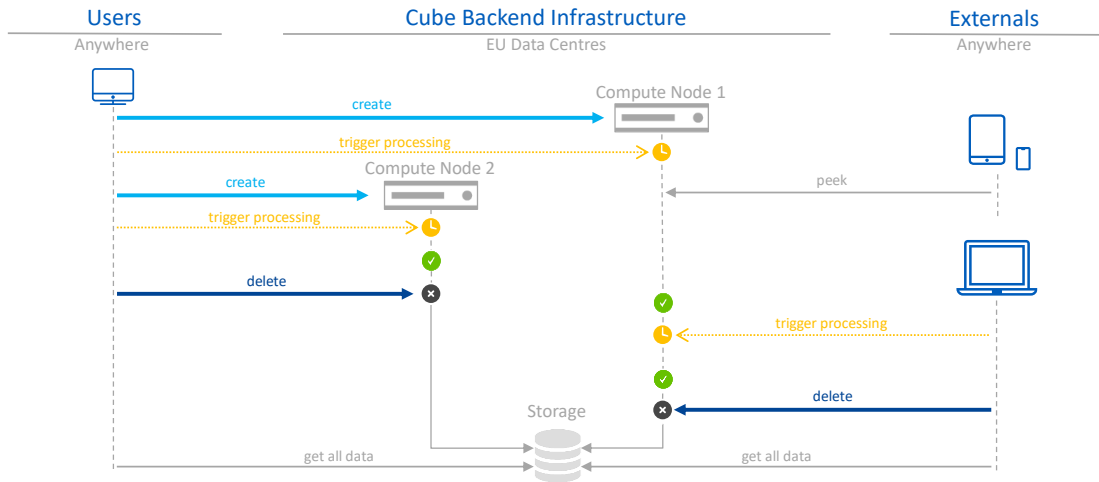 Users
Cube Backend Infrastructure
Externals
Anywhere
EU Data Centres
Anywhere
Compute Node 1
create
trigger processing
Compute Node 2
create
peek
trigger processing
delete
trigger processing
delete
Storage
get all data
get all data